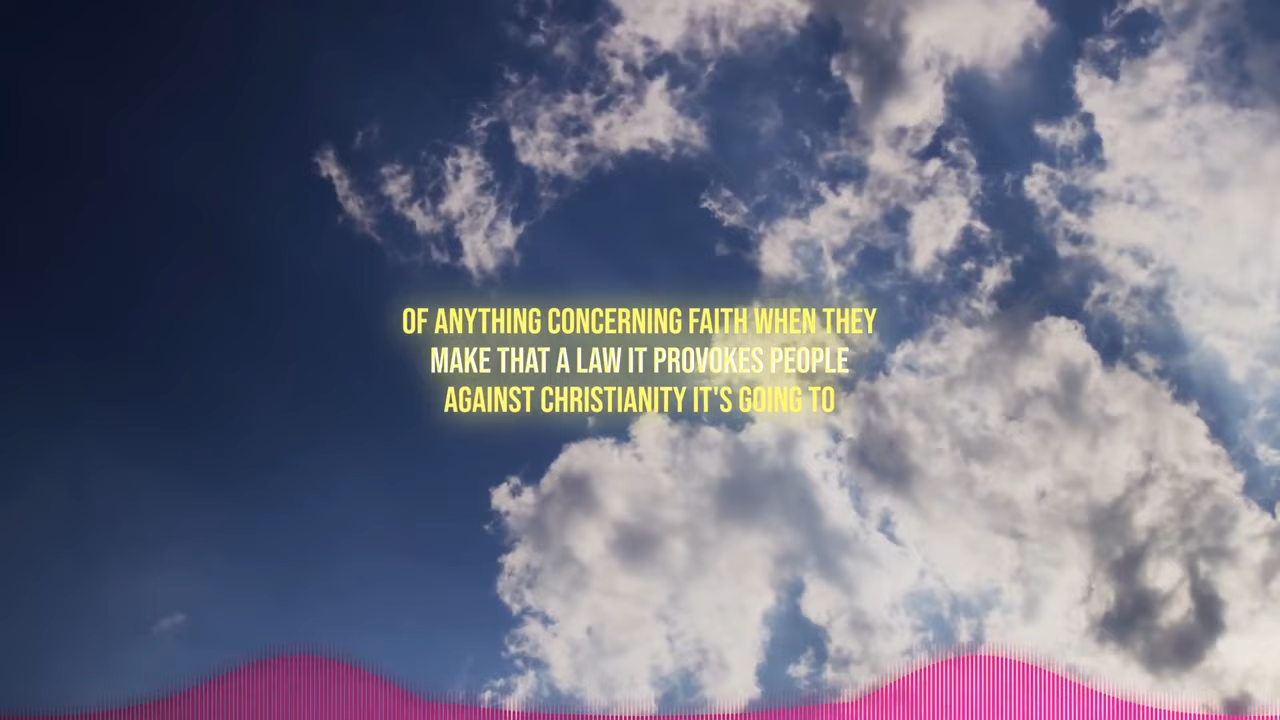 OF ANYTHING CONCERNING FAITH WHEN THEY
MAKE THAT A LAW IT PROVOKES PEOPLE
AGAINST CHRISTIANITY IT'S GOING TO